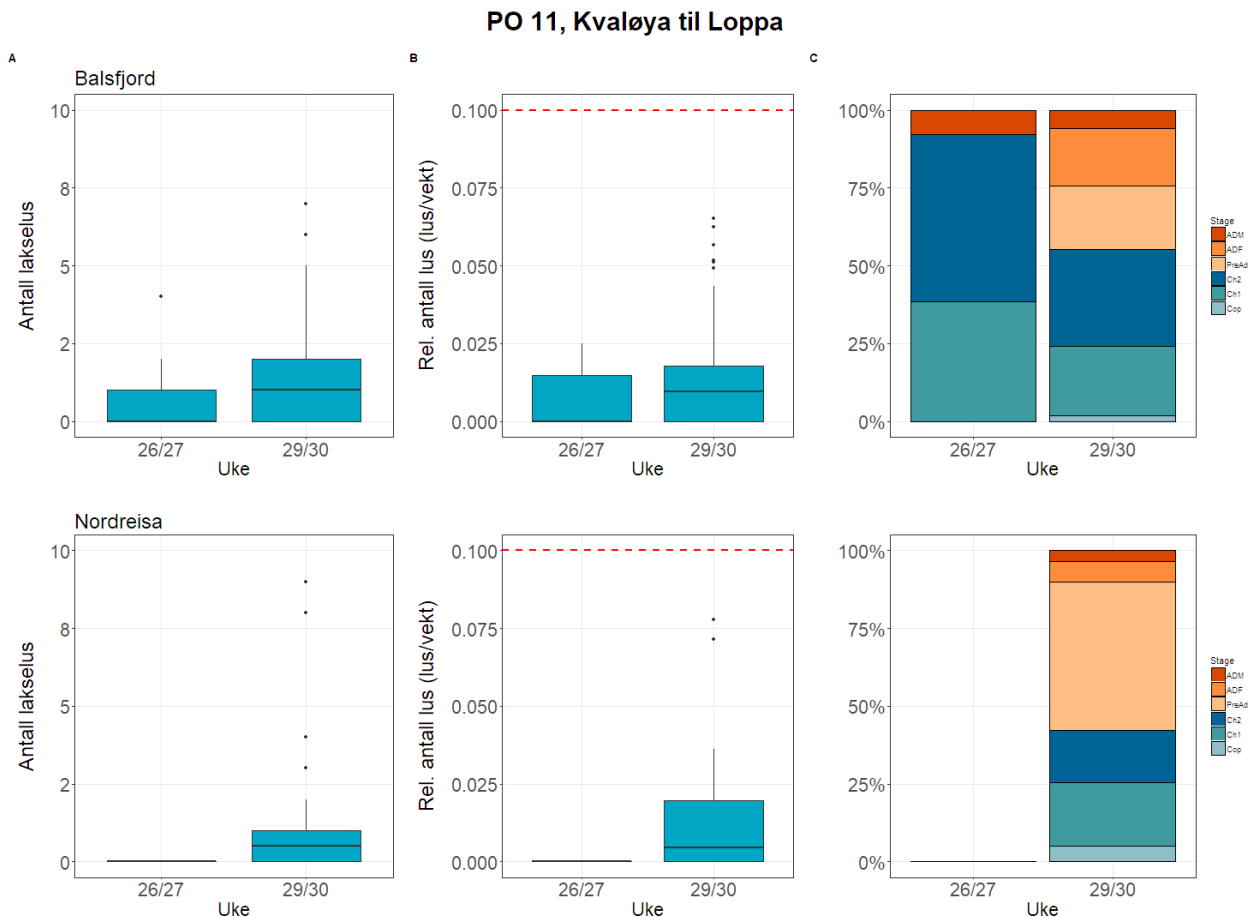 PO 11, Kvaløya til Loppa
A
B
C
Balsfjord
Antall lakselus
10
8
5
2
0
26/27
29/30
Uke
Rel. antall lus (lus/vekt)
0.100
0.075
0.050
0.025
0.000
26/27
29/30
Uke
100%
75%
50%
25%
0%
26/27
29/30
Uke
Stage
ADM
ADF
PreAd
Ch2
Ch1
Cop
Nordreisa
Antall lakselus
10
8
5
2
0
26/27
29/30
Uke
Rel. antall lus (lus/vekt)
0.100
0.075
0.050
0.025
0.000
26/27
29/30
Uke
100%
75%
50%
25%
0%
26/27
29/30
Uke
Stage
ADM
ADF
PreAd
Ch2
Ch1
Cop